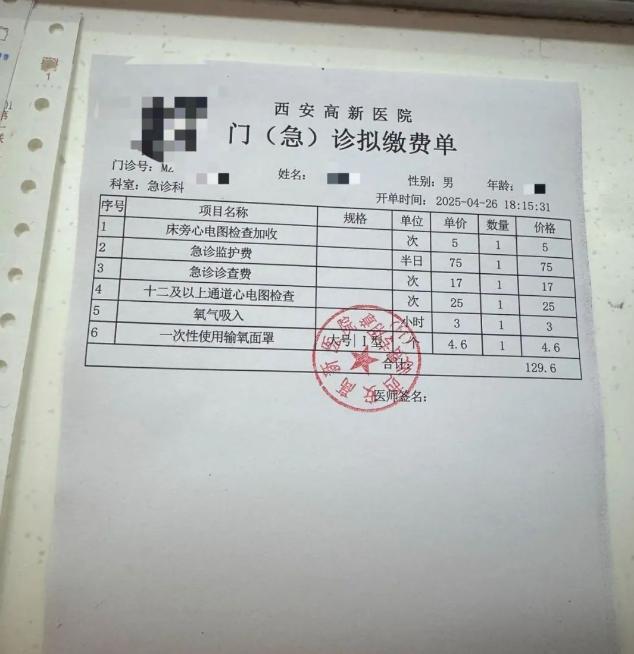 西安高新医院
门（急）诊拟缴费单
门诊号：MZ
科室：急诊科 姓名： 性别：男 年龄：
开单时间： 2025-04-26 18:15:31
序号 项目名称 规格 单位 单价 数量 价格
1 床旁心电图检查加收 次 5 1 5
2 急诊监护费 半日 75 1 75
3 急诊诊查费 次 17 1 17
4 十二及以上通道心电图检查 次 25 1 25
5 氧气吸入 小时 3 1 3
6 一次性使用输氧面罩 大号|I型 个 4.6 1 4.6
合计： 129.6
医师签名：